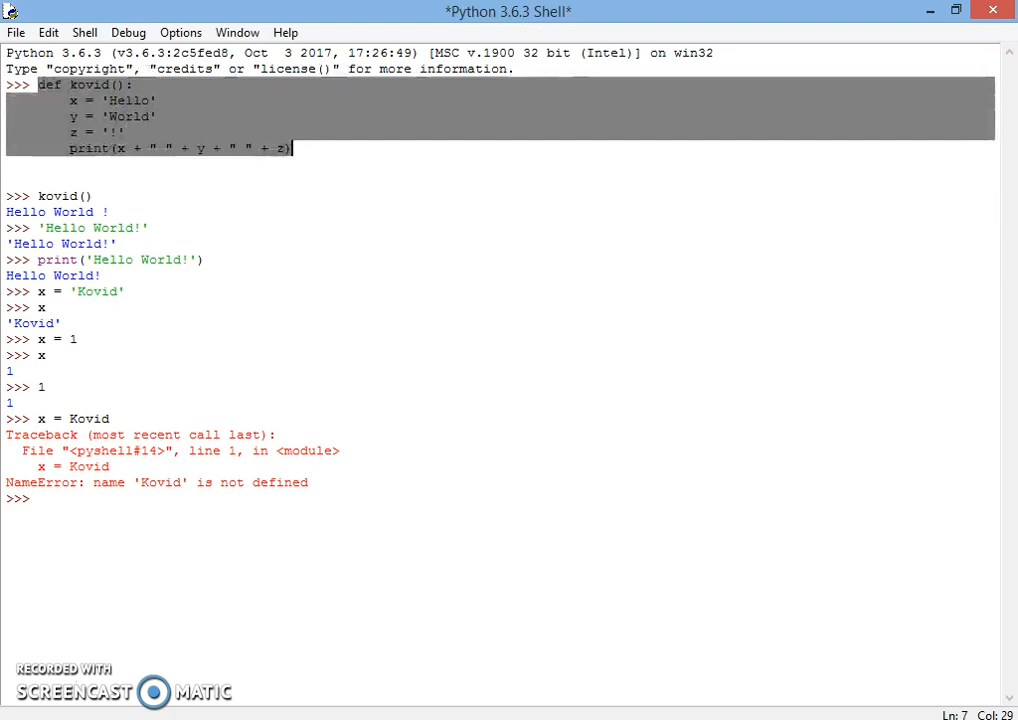 *Python 3.6.3 Shell*
File Edit Shell Debug Options Window Help
Python 3.6.3 (v3.6.3:2c5fed8, Oct  3 2017, 17:26:49) [MSC v.1900 32 bit (Intel)] on win32
Type "copyright", "credits" or "license()" for more information.
>>> def kovid():
        x = 'Hello'
        y = 'World'
        z = '!'
        print(x + " " + y + " " + z)
>>> kovid()
Hello World !
>>> 'Hello World!'
'Hello World!'
>>> print('Hello World!')
Hello World!
>>> x = 'Kovid'
>>> x
'Kovid'
>>> x = 1
>>> x
1
>>> 1
1
>>> x = Kovid
Traceback (most recent call last):
  File "<pyshell#14>", line 1, in <module>
    x = Kovid
NameError: name 'Kovid' is not defined
>>>
RECORDED WITH
SCREENCAST MATIC
Ln: 7 Col: 29